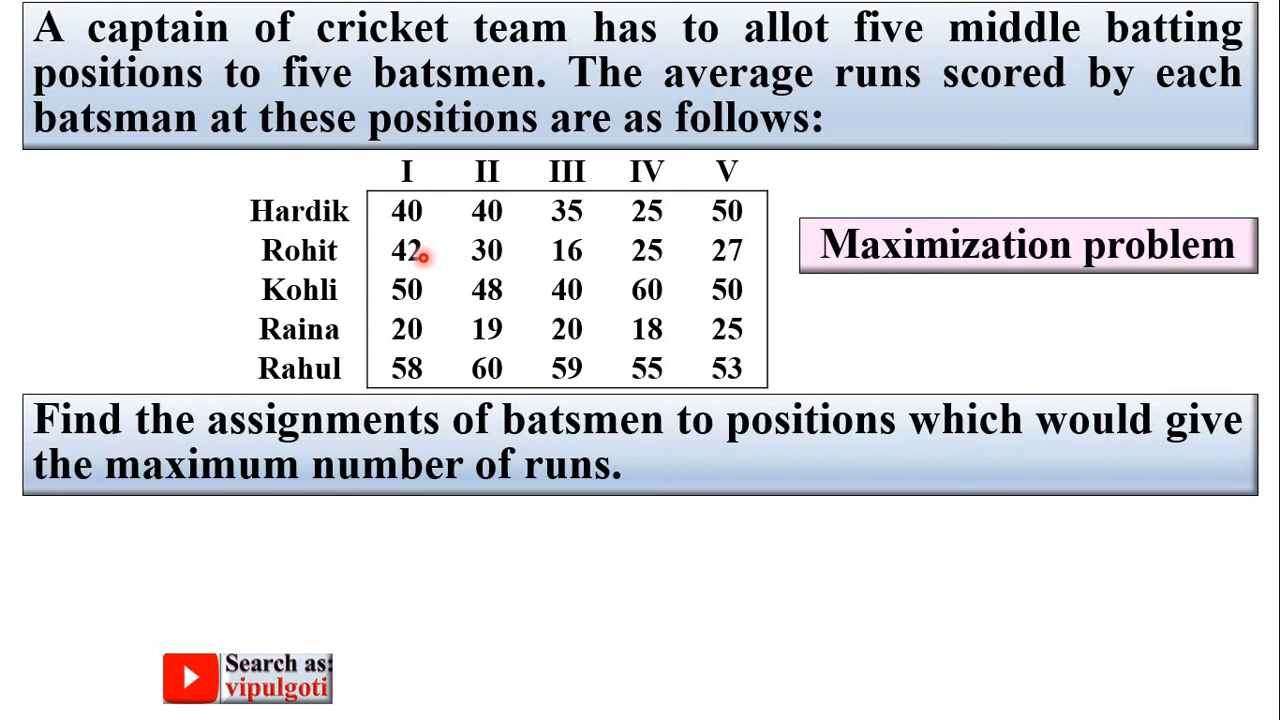 A captain of cricket team has to allot five middle batting
positions to five batsmen. The average runs scored by each
batsman at these positions are as follows:
I II III IV V
Hardik 40 40 35 25 50
Rohit 42 30 16 25 27
Kohli 50 48 40 60 50
Raina 20 19 20 18 25
Rahul 58 60 59 55 53
Maximization problem
Find the assignments of batsmen to positions which would give
the maximum number of runs.
Search as:
vipulgoti